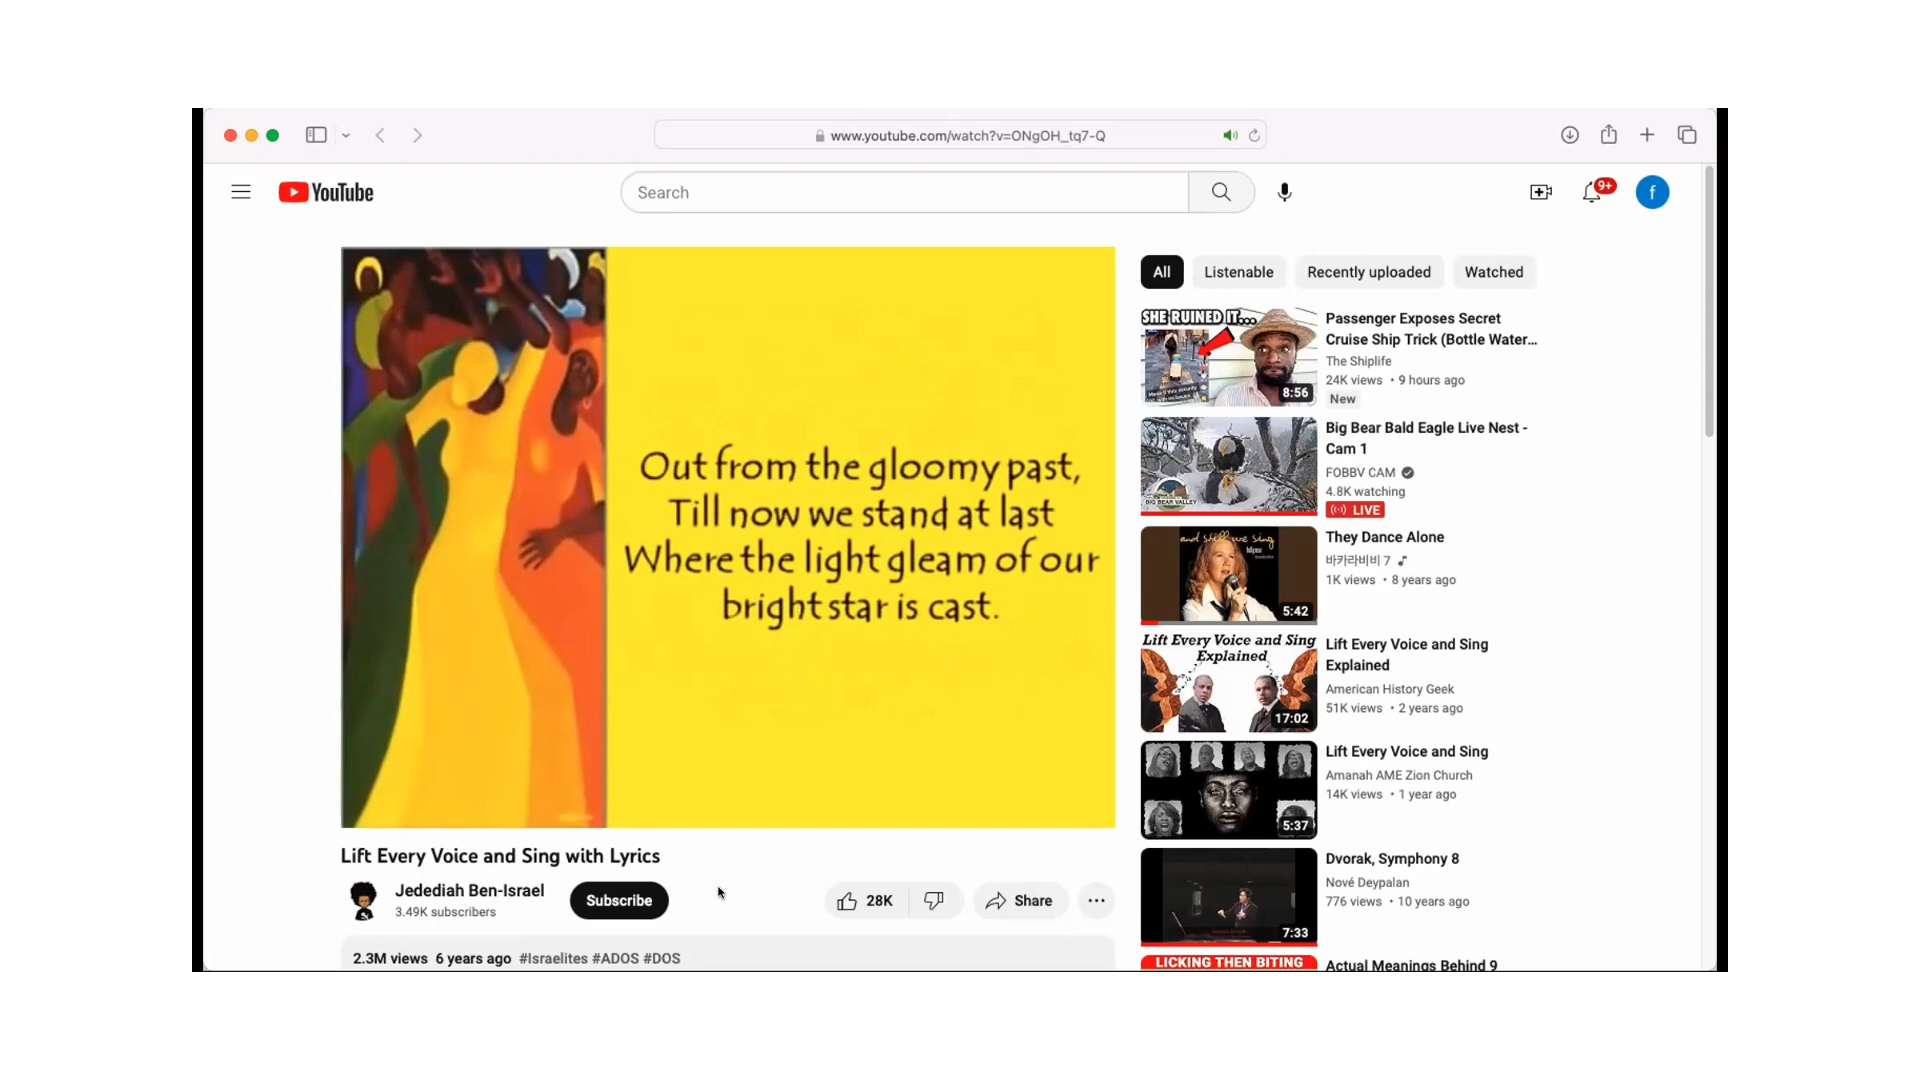 www.youtube.com/watch?v=ONgOH_tq7-Q
YouTube
Search
9+
f
Out from the gloomy past,
Till now we stand at last
Where the light gleam of our
bright star is cast.
Lift Every Voice and Sing with Lyrics
Jedediah Ben-Israel
3.49K subscribers
Subscribe
28K
Share
2.3M views 6 years ago #Israelites #ADOS #DOS
All
Listenable
Recently uploaded
Watched
SHE RUINED IT...
8:56
Passenger Exposes Secret
Cruise Ship Trick (Bottle Water...
The Shiplife
24K views • 9 hours ago
New
BIG BEAR VALLEY
Big Bear Bald Eagle Live Nest -
Cam 1
FOBBV CAM
4.8K watching
LIVE
and still we sing
5:42
They Dance Alone
바카라비비 7
1K views • 8 years ago
Lift Every Voice and Sing
Explained
17:02
Lift Every Voice and Sing
Explained
American History Geek
51K views • 2 years ago
5:37
Lift Every Voice and Sing
Amanah AME Zion Church
14K views • 1 year ago
7:33
Dvorak, Symphony 8
Nové Deypalan
776 views • 10 years ago
LICKING THEN BITING
Actual Meanings Behind 9